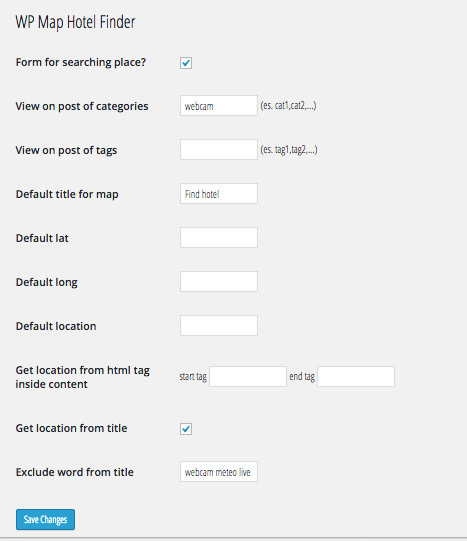 WP Map Hotel Finder
Form for searching place?
View on post of categories webcam (es. cat1,cat2,...)
View on post of tags (es. tag1,tag2,...)
Default title for map Find hotel
Default lat
Default long
Default location
Get location from html tag
inside content start tag end tag
Get location from title
Exclude word from title webcam meteo live
Save Changes